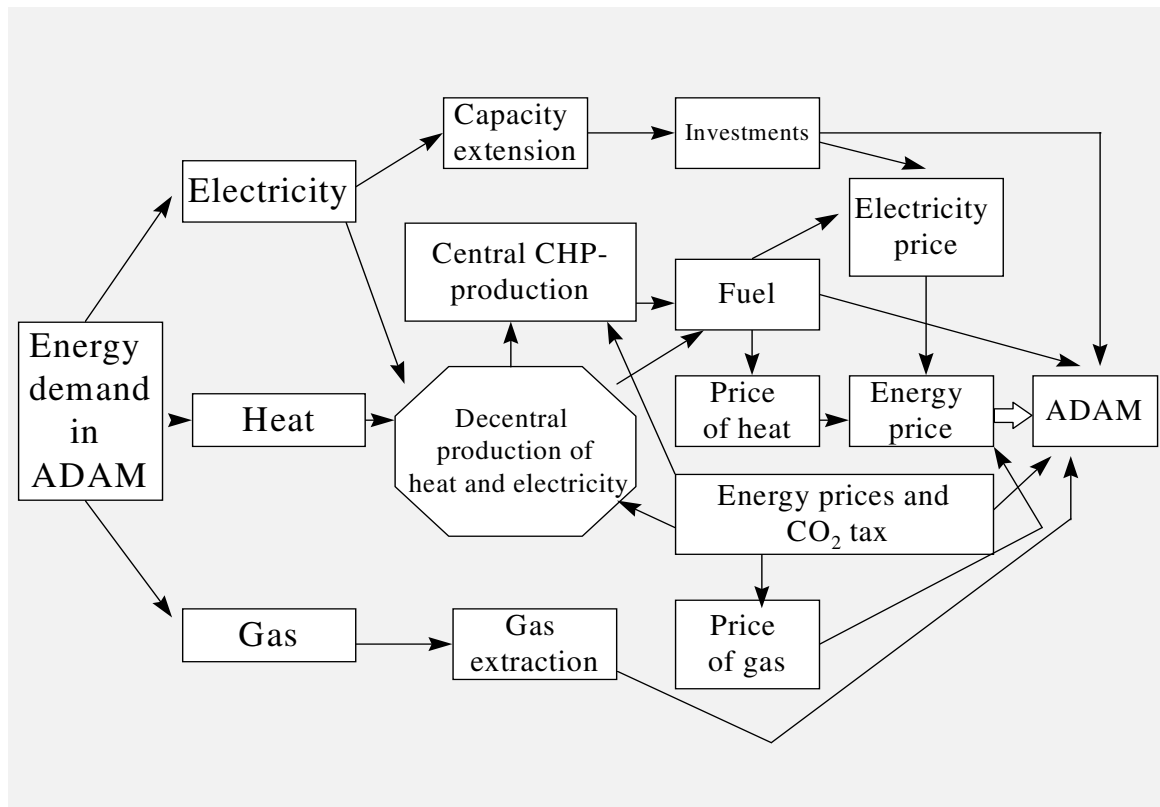 Capacity
extension
Investments
Electricity
Electricity
price
Central CHP-
production
Fuel
Energy
demand
in
ADAM
Heat
Decentral
production of
heat and electricity
Price
of heat
Energy
price
ADAM
Energy prices and
CO₂ tax
Gas
Gas
extraction
Price
of gas